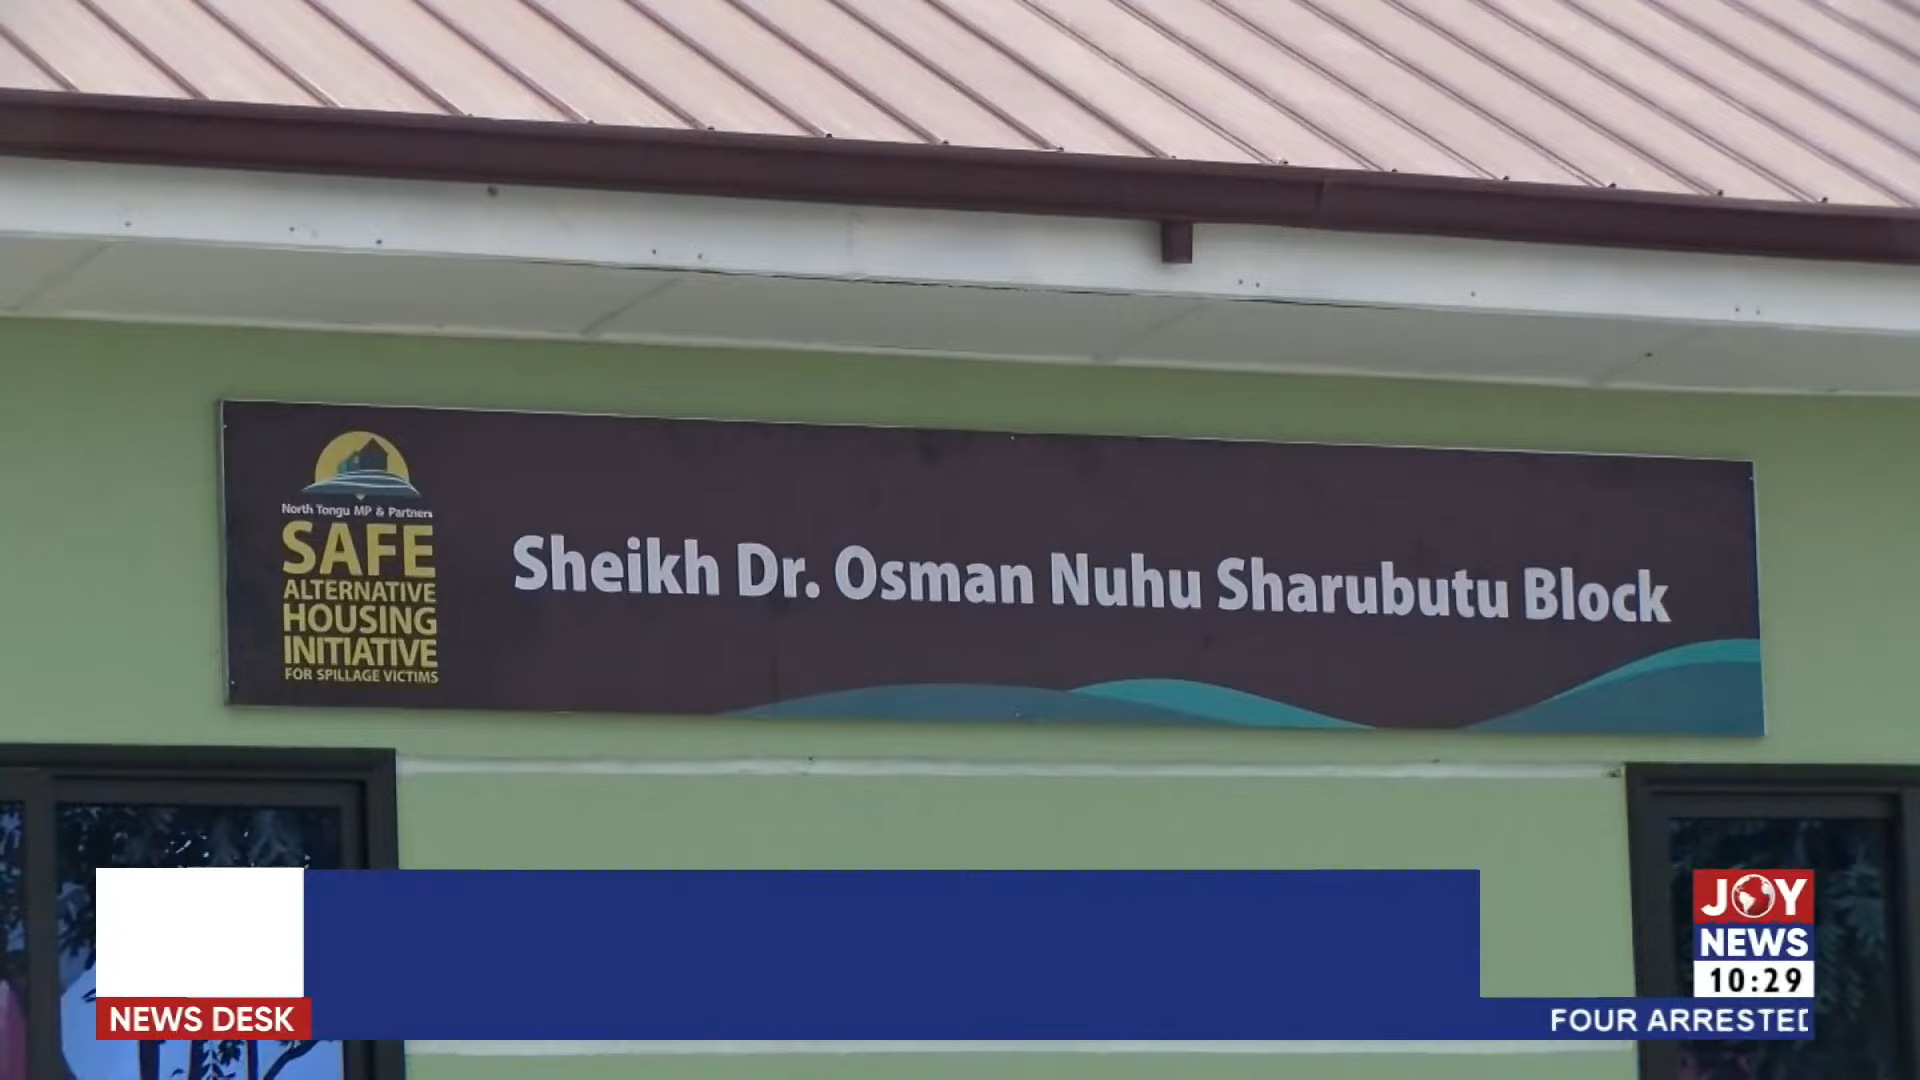 North Tongu MP & Partners
SAFE
ALTERNATIVE
HOUSING
INITIATIVE
FOR SPILLAGE VICTIMS
Sheikh Dr. Osman Nuhu Sharubutu Block
JOY
NEWS
10:29
NEWS DESK
FOUR ARRESTED